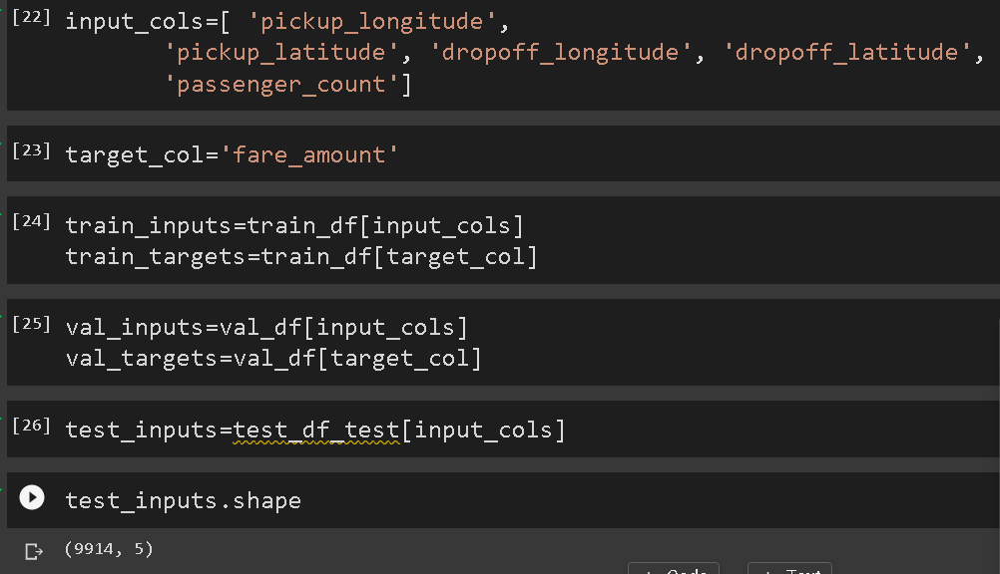 [22] input_cols=[ 'pickup_longitude',
'pickup_latitude', 'dropoff_longitude', 'dropoff_latitude',
'passenger_count']
[23] target_col='fare_amount'
[24] train_inputs=train_df[input_cols]
train_targets=train_df[target_col]
[25] val_inputs=val_df[input_cols]
val_targets=val_df[target_col]
[26] test_inputs=test_df_test[input_cols]
test_inputs.shape
(9914, 5)
+ Code + Text